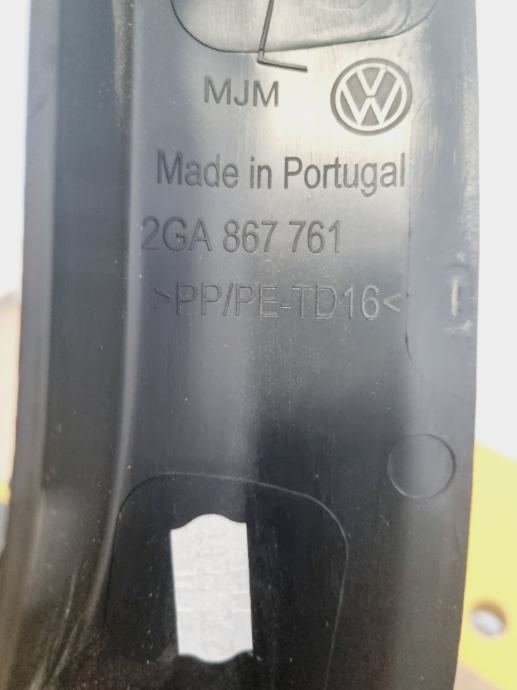 MJM
Made in Portugal
2GA 867 761
>PP/PE-TD16<